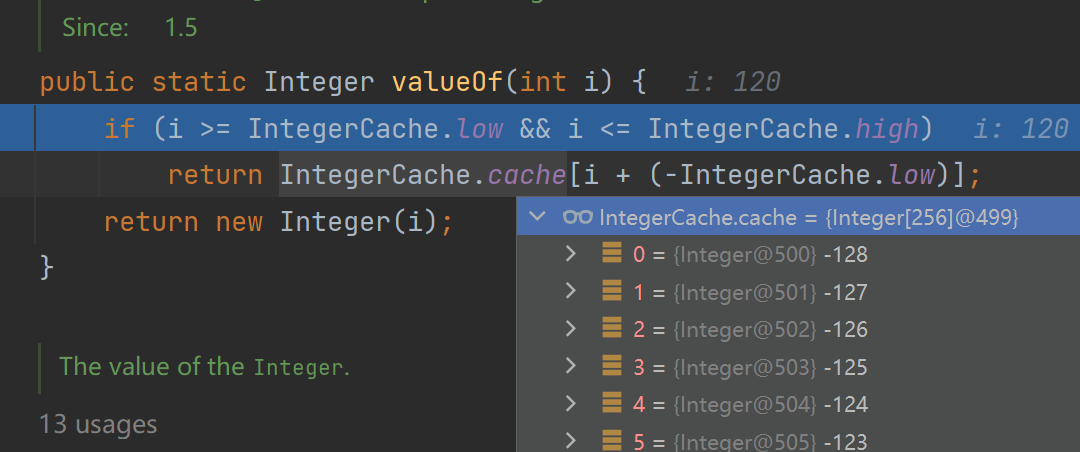 Since: 1.5
public static Integer valueOf(int i) { i: 120
if (i >= IntegerCache.low && i <= IntegerCache.high) i: 120
return IntegerCache.cache[i + (-IntegerCache.low)];
return new Integer(i);
IntegerCache.cache = {Integer[256]@499}
0 = {Integer@500} -128
}
1 = {Integer@501} -127
2 = {Integer@502} -126
The value of the Integer.
3 = {Integer@503} -125
4 = {Integer@504} -124
13 usages
5 = {Integer@505} -123